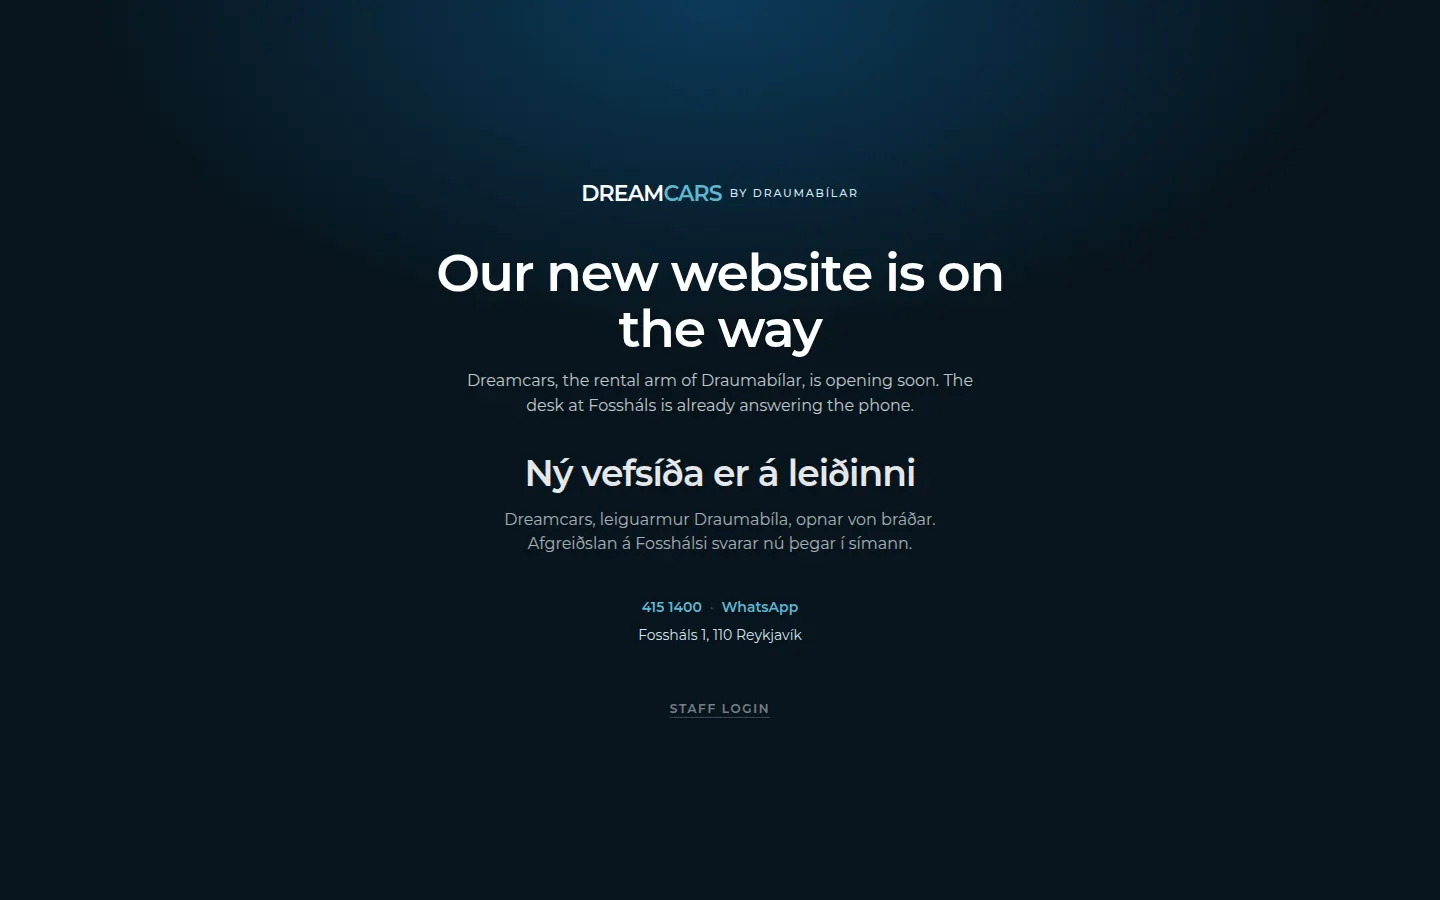 DREAMCARS BY DRAUMABÍLAR
Our new website is on
the way
Dreamcars, the rental arm of Draumabílar, is opening soon. The
desk at Fossháls is already answering the phone.
Ný vefsíða er á leiðinni
Dreamcars, leiguarmur Draumabíla, opnar von bráðar.
Afgreiðslan á Fosshálsi svarar nú þegar í símann.
415 1400 · WhatsApp
Fossháls 1, 110 Reykjavík
STAFF LOGIN